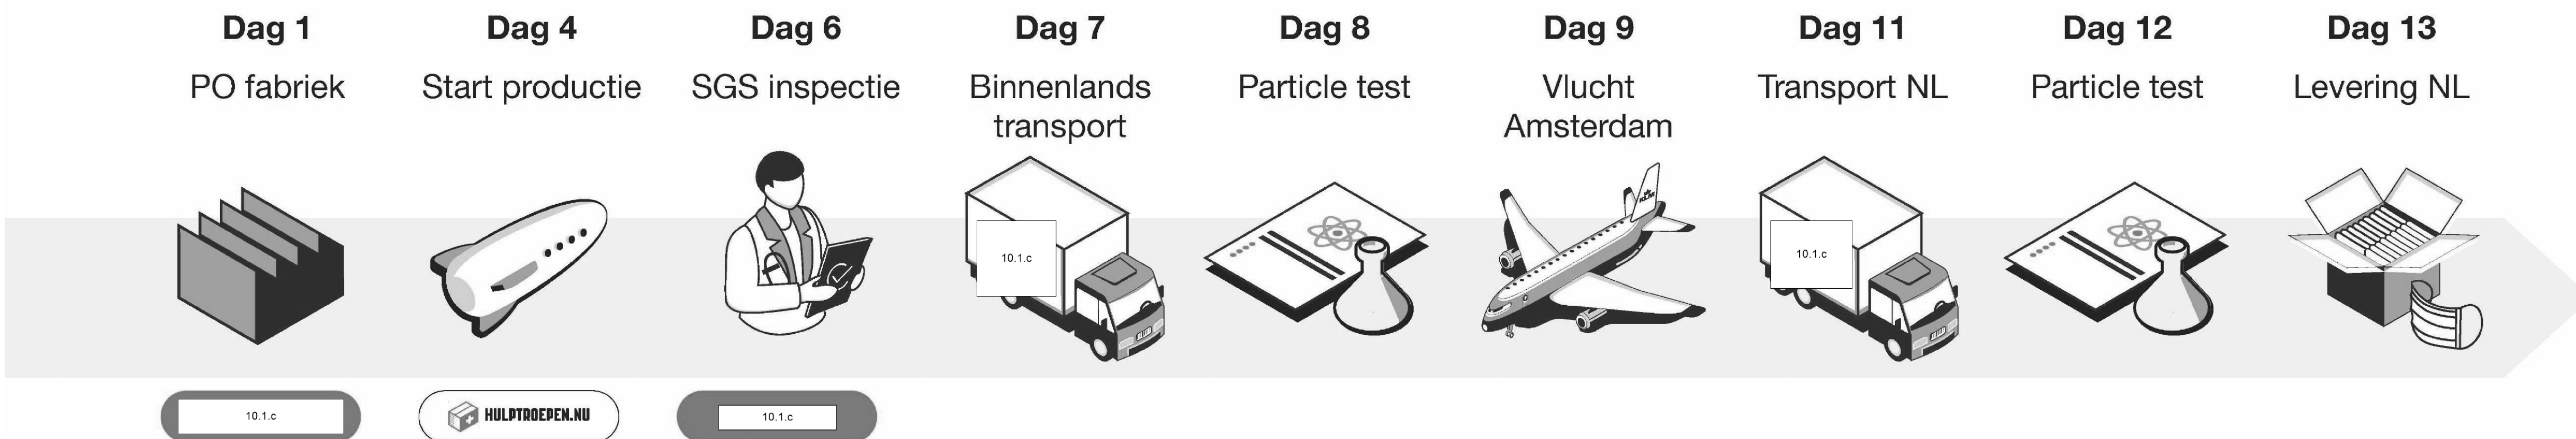 Dag 1
PO fabriek
Dag 4
Start productie
Dag 6
SGS inspectie
Dag 7
Binnenlands
transport
Dag 8
Particle test
Dag 9
Vlucht
Amsterdam
Dag 11
Transport NL
Dag 12
Particle test
Dag 13
Levering NL
10.1.c
KLM
10.1.c
10.1.c
HULPTROEPEN.NU
10.1.c